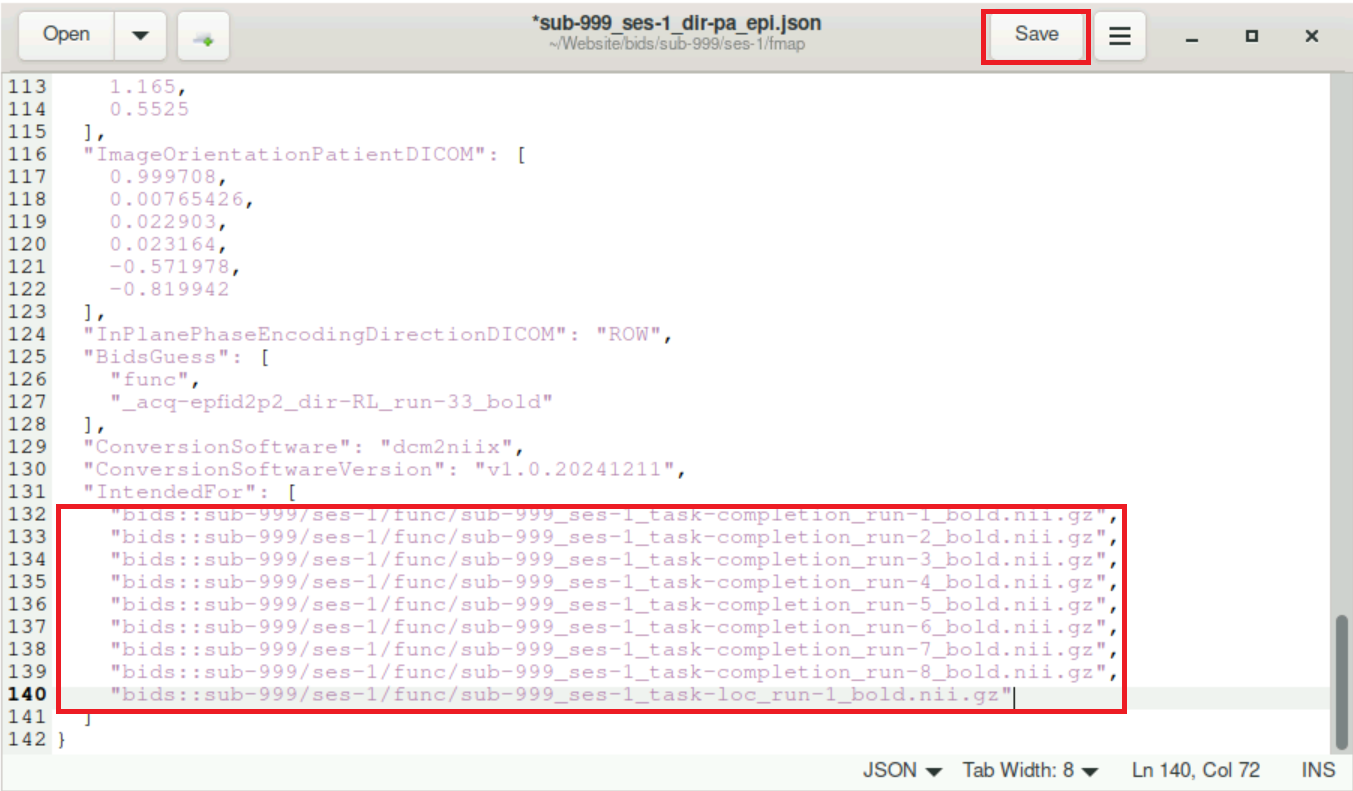 Open
*sub-999_ses-1_dir-pa_epi.json
~/Website/bids/sub-999/ses-1/fmap
Save
113 1.165,
114 0.5525
115 ],
116 "ImageOrientationPatientDICOM": [
117 0.999708,
118 0.00765426,
119 0.022903,
120 0.023164,
121 -0.571978,
122 -0.819942
123 ],
124 "InPlanePhaseEncodingDirectionDICOM": "ROW",
125 "BidsGuess": [
126 "func",
127 "_acq-epfid2p2_dir-RL_run-33_bold"
128 ],
129 "ConversionSoftware": "dcm2niix",
130 "ConversionSoftwareVersion": "v1.0.20241211",
131 "IntendedFor": [
132 "bids::sub-999/ses-1/func/sub-999_ses-1_task-completion_run-1_bold.nii.gz",
133 "bids::sub-999/ses-1/func/sub-999_ses-1_task-completion_run-2_bold.nii.gz",
134 "bids::sub-999/ses-1/func/sub-999_ses-1_task-completion_run-3_bold.nii.gz",
135 "bids::sub-999/ses-1/func/sub-999_ses-1_task-completion_run-4_bold.nii.gz",
136 "bids::sub-999/ses-1/func/sub-999_ses-1_task-completion_run-5_bold.nii.gz",
137 "bids::sub-999/ses-1/func/sub-999_ses-1_task-completion_run-6_bold.nii.gz",
138 "bids::sub-999/ses-1/func/sub-999_ses-1_task-completion_run-7_bold.nii.gz",
139 "bids::sub-999/ses-1/func/sub-999_ses-1_task-completion_run-8_bold.nii.gz",
140 "bids::sub-999/ses-1/func/sub-999_ses-1_task-loc_run-1_bold.nii.gz"
141 ]
142 }
JSON Tab Width: 8 Ln 140, Col 72 INS